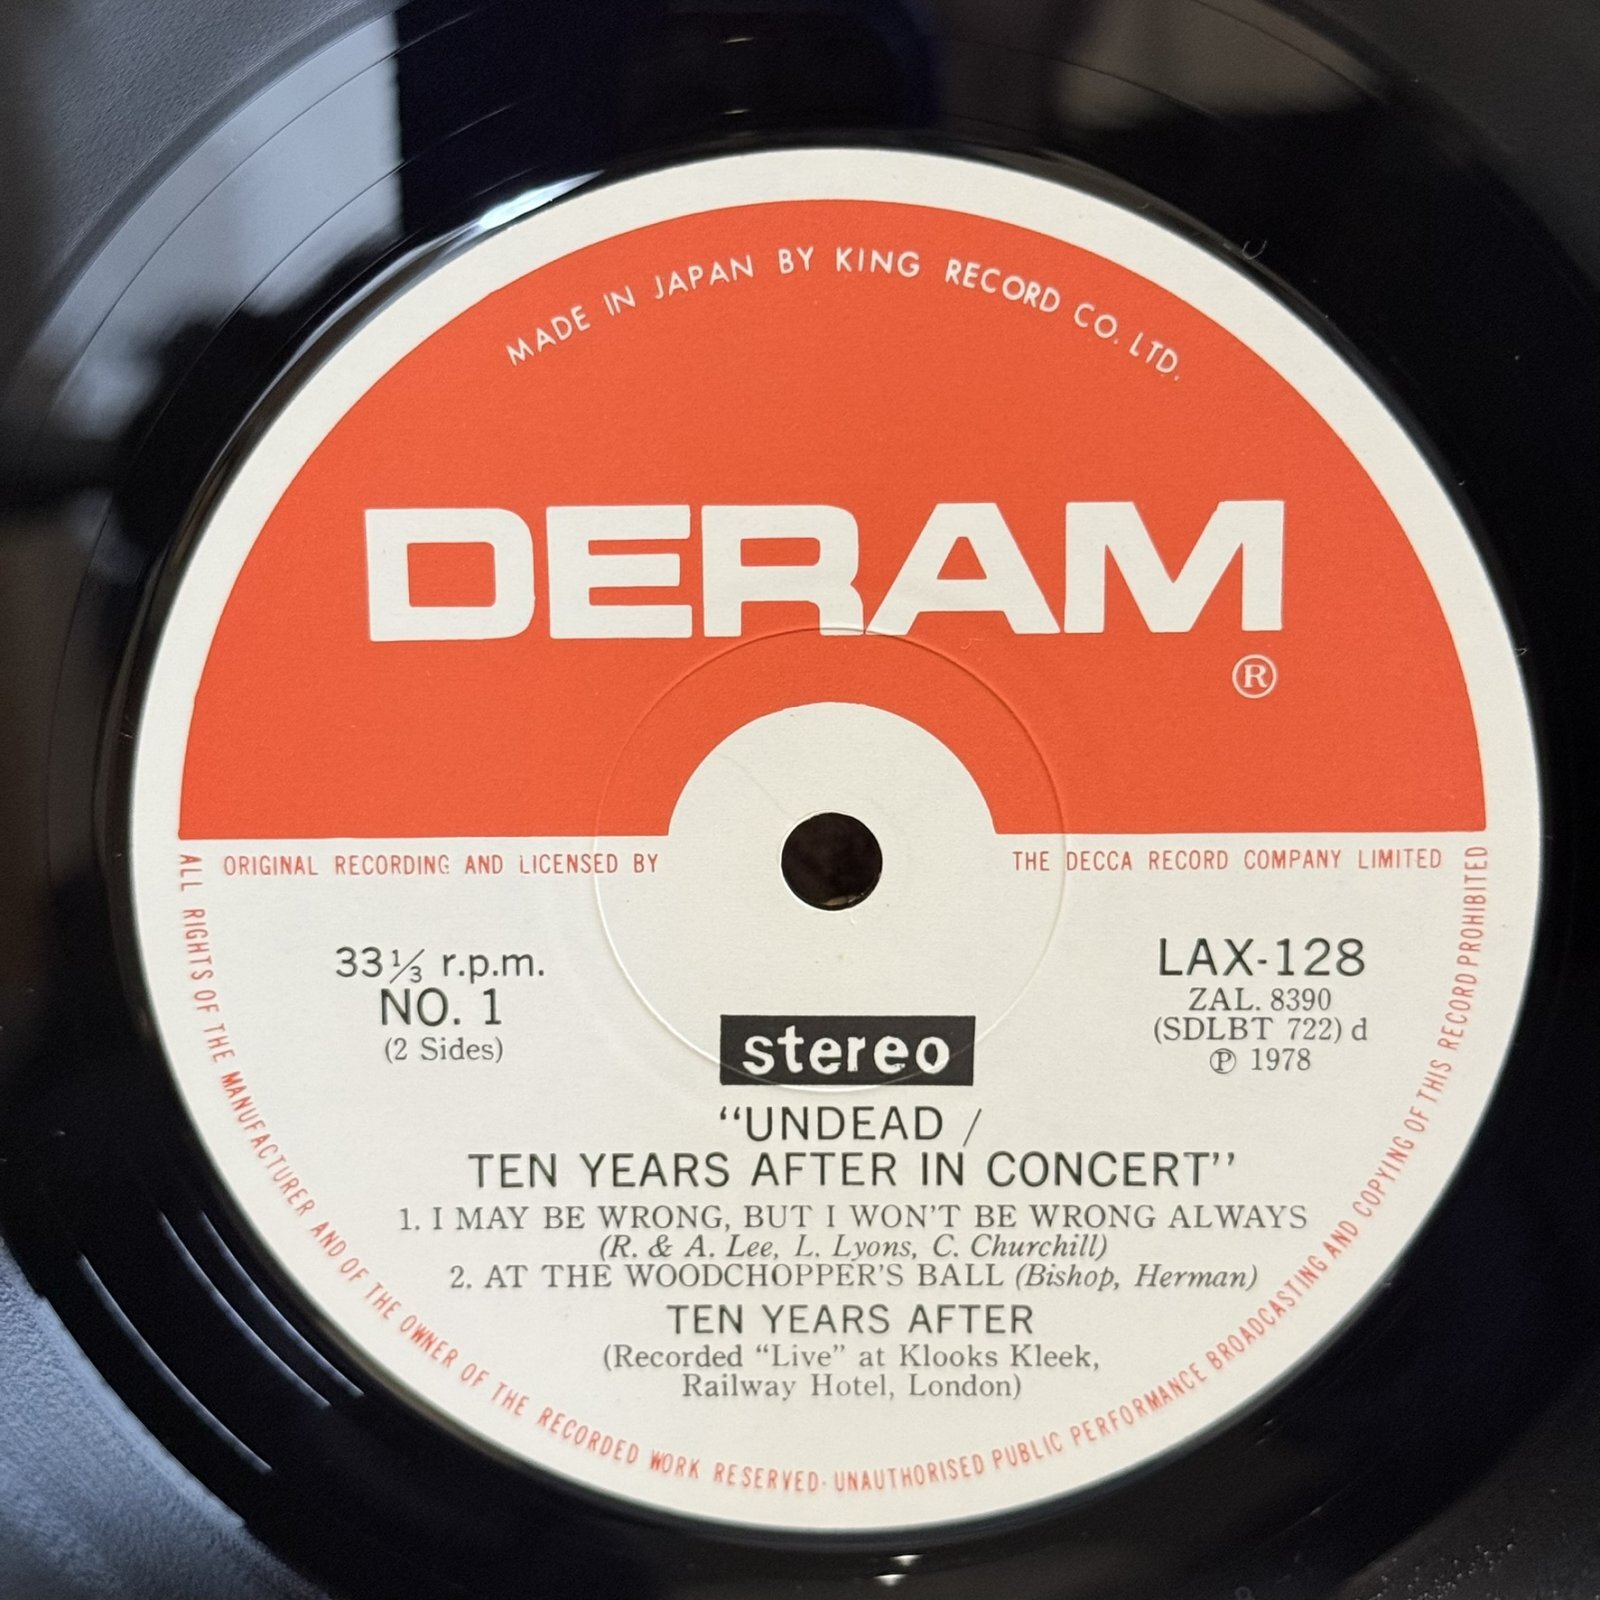 MADE IN JAPAN BY KING RECORD CO. LTD.
DERAM
®
ORIGINAL RECORDING AND LICENSED BY THE DECCA RECORD COMPANY LIMITED
33 1/3 r.p.m.
NO. 1
(2 Sides)
LAX-128
ZAL. 8390
(SDLBT 722) d
℗ 1978
stereo
"UNDEAD /
TEN YEARS AFTER IN CONCERT"
1. I MAY BE WRONG, BUT I WON'T BE WRONG ALWAYS
(R. & A. Lee, L. Lyons, C. Churchill)
2. AT THE WOODCHOPPER'S BALL (Bishop, Herman)
TEN YEARS AFTER
(Recorded "Live" at Klooks Kleek,
Railway Hotel, London)
ALL RIGHTS OF THE MANUFACTURER AND OF THE OWNER OF THE RECORDED WORK RESERVED· UNAUTHORISED PUBLIC PERFORMANCE BROADCASTING AND COPYING OF THIS RECORD PROHIBITED